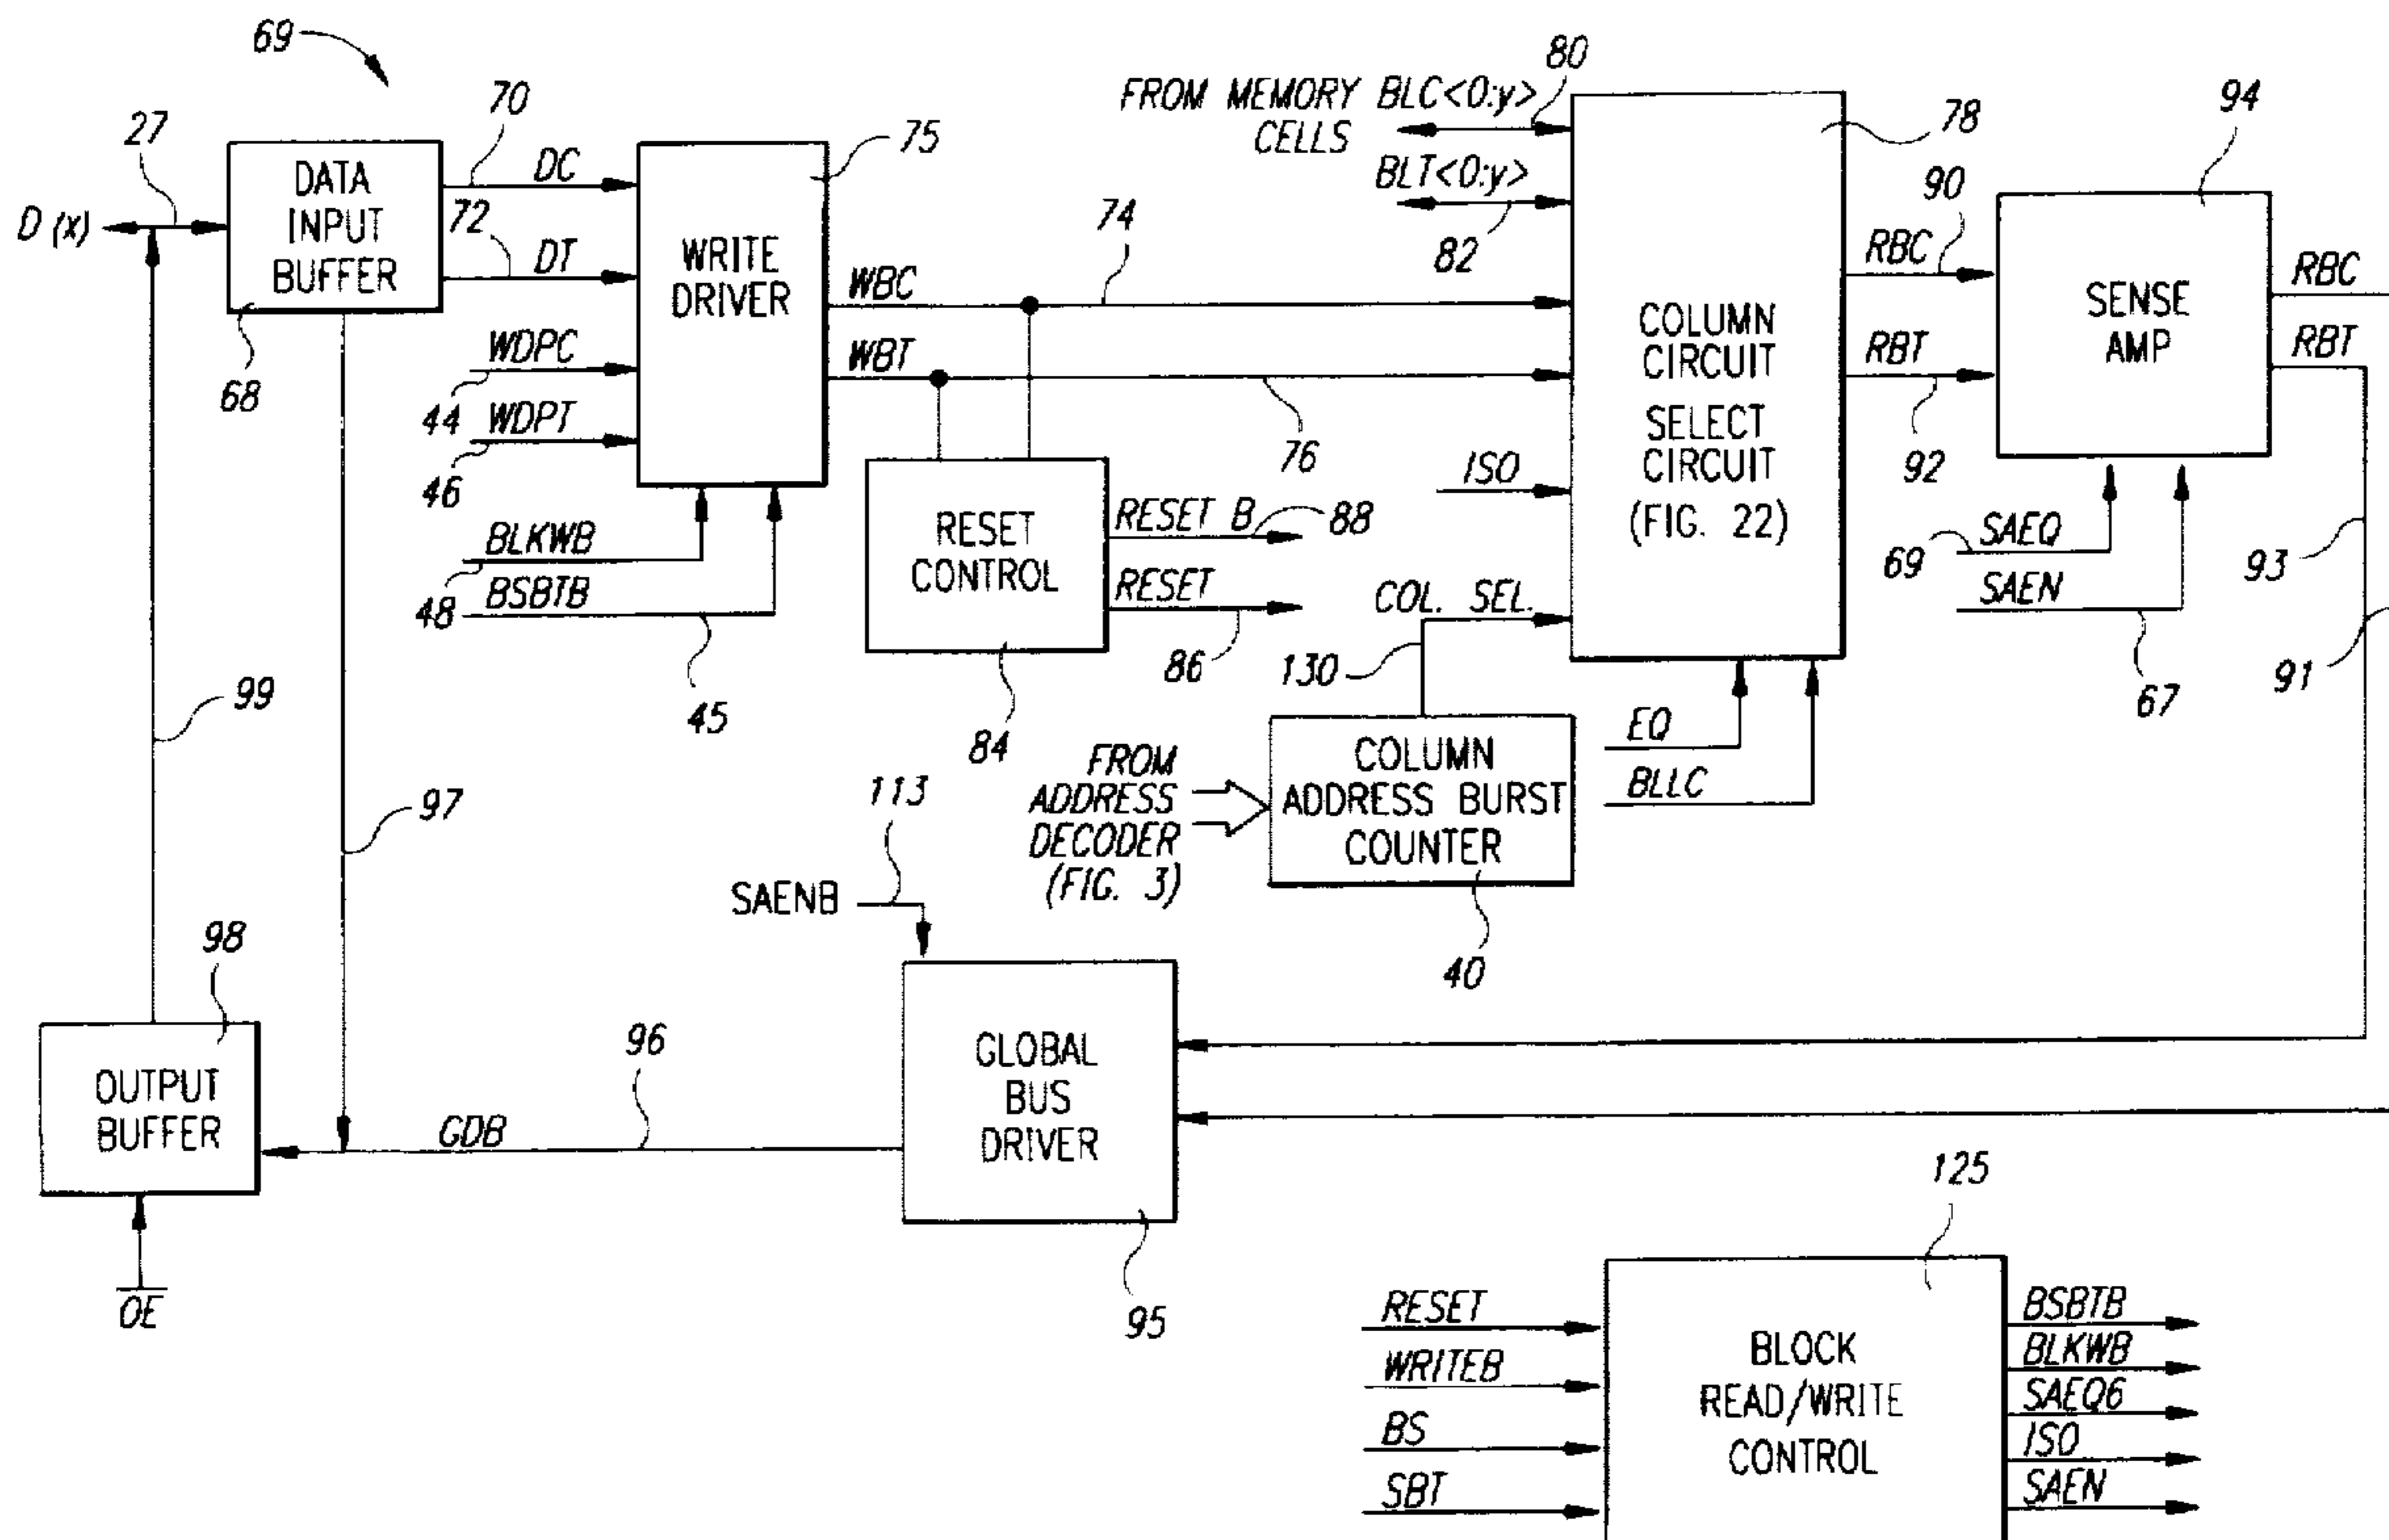 69
27
D (x)
DATA
INPUT
BUFFER
68
70
DC
72
DT
WDPC
44
WDPT
46
BLKWB
48
BSBTB
45
WRITE
DRIVER
75
WBC
WBT
74
76
RESET
CONTROL
84
RESET B
88
RESET
86
FROM MEMORY BLC<0:y>
CELLS
80
BLT<0:y>
82
ISO
COL. SEL.
130
COLUMN
CIRCUIT
SELECT
CIRCUIT
(FIG. 22)
78
EQ
BLLC
RBC
90
RBT
92
SENSE
AMP
94
SAEQ
69
SAEN
67
RBC
RBT
93
91
FROM
ADDRESS
DECODER
(FIG. 3)
COLUMN
ADDRESS BURST
COUNTER
40
99
97
113
SAENB
98
OUTPUT
BUFFER
OE
GDB
96
GLOBAL
BUS
DRIVER
95
125
RESET
WRITEB
BS
SBT
BLOCK
READ/WRITE
CONTROL
BSBTB
BLKWB
SAEQ6
ISO
SAEN